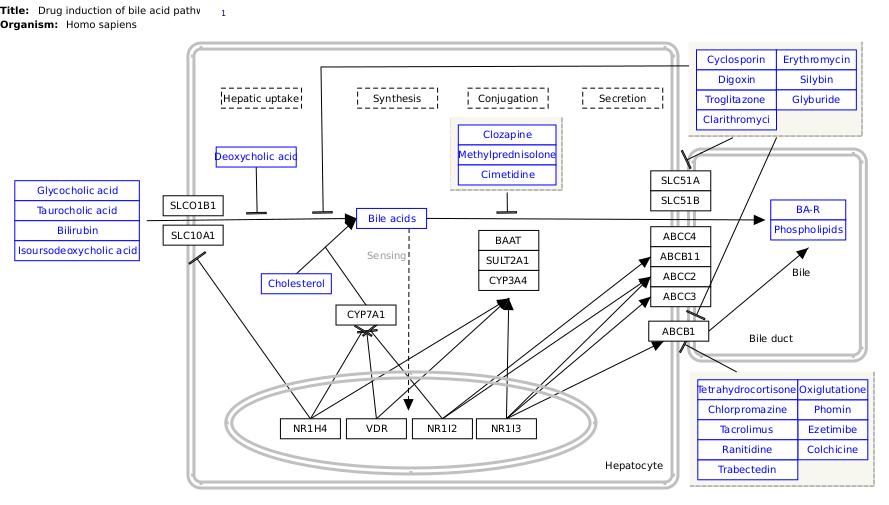 Title: Drug induction of bile acid pathw
1
Organism: Homo sapiens
Cyclosporin Erythromycin
Digoxin Silybin
Troglitazone Glyburide
Clarithromyci
Hepatic uptake Synthesis Conjugation Secretion
Clozapine
Methylprednisolone
Cimetidine
Deoxycholic acid
Glycocholic acid
Taurocholic acid
Bilirubin
Isoursodeoxycholic acid
SLCO1B1
SLC10A1
Bile acids
Sensing
Cholesterol
CYP7A1
BAAT
SULT2A1
CYP3A4
SLC51A
SLC51B
ABCC4
ABCB11
ABCC2
ABCC3
ABCB1
BA-R
Phospholipids
Bile
Bile duct
NR1H4 VDR NR1I2 NR1I3
Hepatocyte
Tetrahydrocortisone Oxiglutatione
Chlorpromazine Phomin
Tacrolimus Ezetimibe
Ranitidine Colchicine
Trabectedin